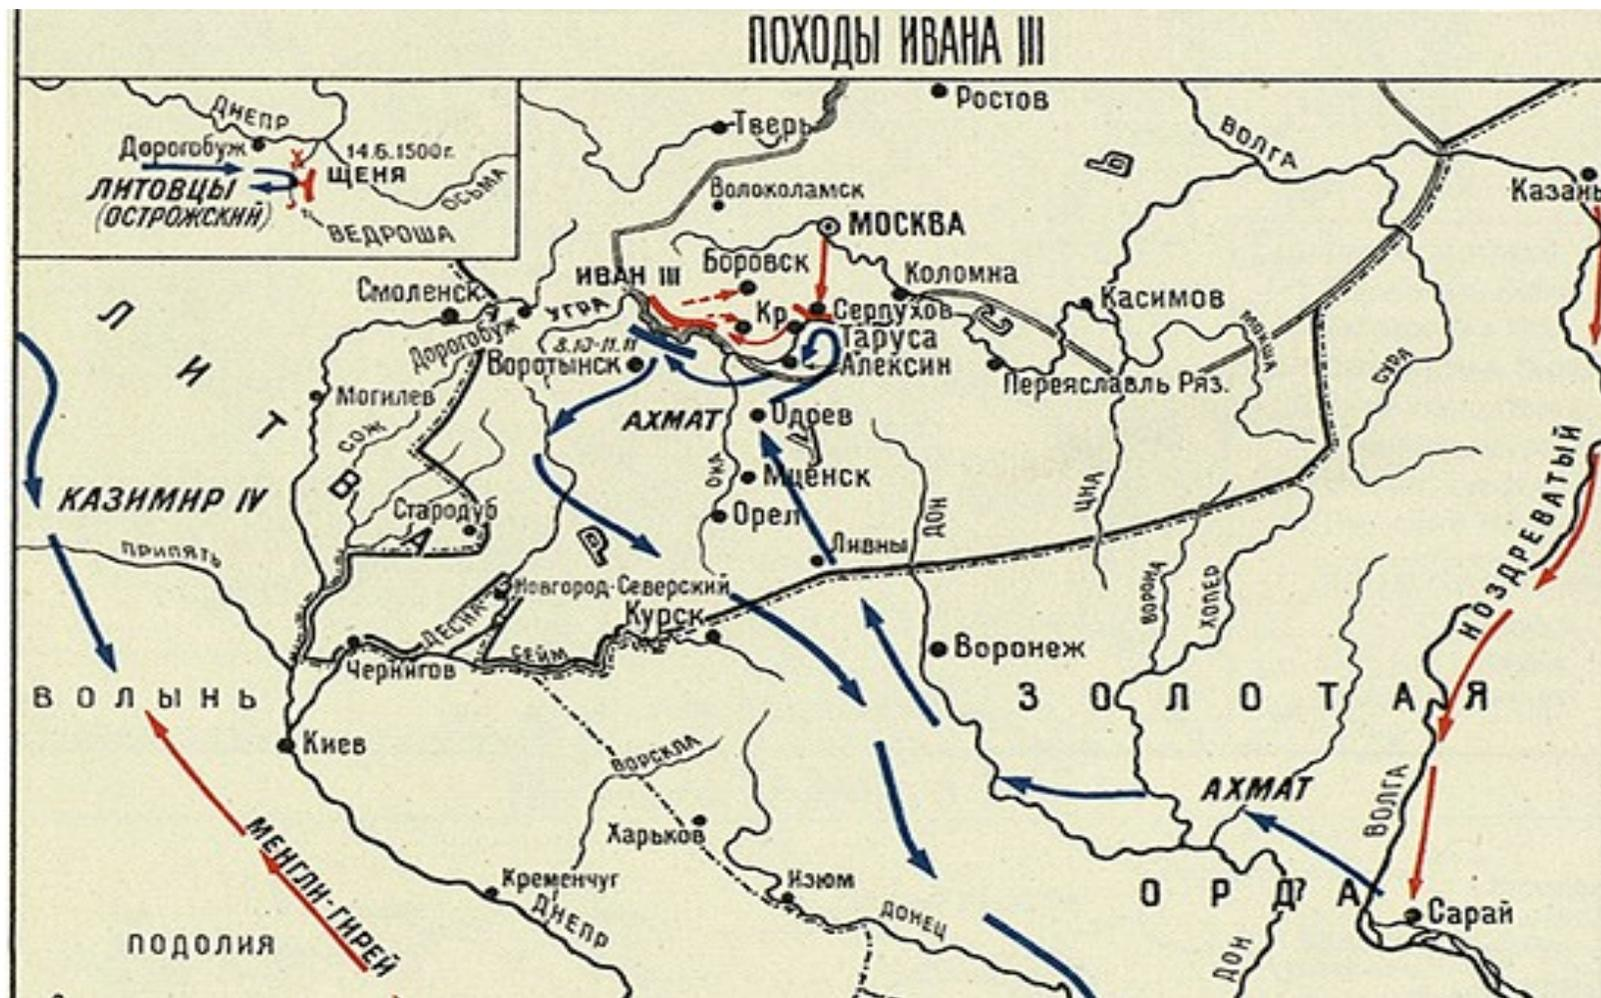 ПОХОДЫ ИВАНА III
ДНЕПР
Дорогобуж
14.6.1500г.
ЩЕНЯ
ЛИТОВЦЫ
(ОСТРОЖСКИЙ)
ОСЬМА
ВЕДРОША
Тверь
Ростов
ВОЛГА
Казань
Волоколамск
МОСКВА
Боровск
ИВАН III
Коломна
Смоленск
УГРА
Кр
Серпухов
Касимов
Таруса
Дорогобуж
8.10-11.11
Воротынск
Алексин
Переяславль Ряз.
МОКША
СУРА
Могилев
АХМАТ
Одоев
СОЖ
ОКА
Мценск
ДОН
ЦНА
ЛИТВА
РУСЬ
КАЗИМИР IV
Стародуб
Орел
Ливны
НОЗДРЕВАТЫЙ
ПРИПЯТЬ
Новгород-Северский
ВОРОНА
ХОПЕР
ДЕСНА
Курск
СЕЙМ
Чернигов
Воронеж
ВОЛЫНЬ
ЗОЛОТАЯ
Киев
ВОРСКЛА
АХМАТ
ВОЛГА
МЕНГЛИ-ГИРЕЙ
Харьков
Кременчуг
Изюм
ОРДА
Сарай
ДНЕПР
ДОНЕЦ
ПОДОЛИЯ
ДОН